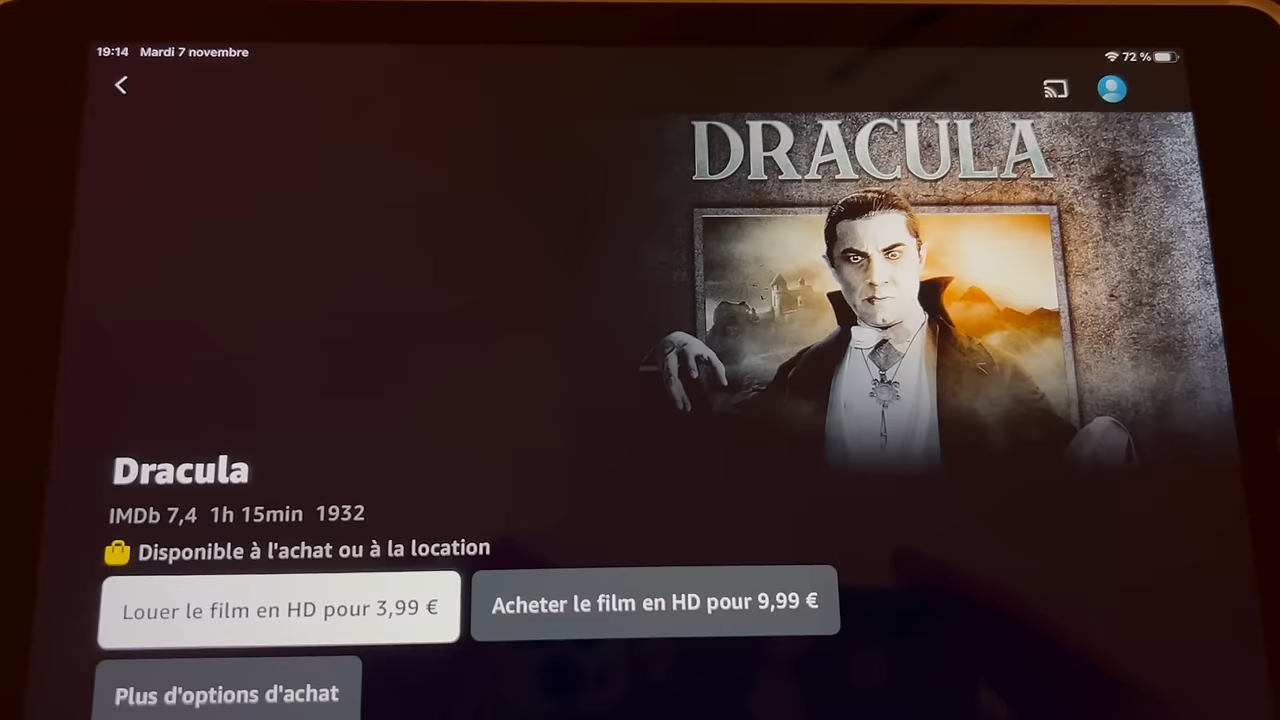 19:14 Mardi 7 novembre
72 %
DRACULA
Dracula
IMDb 7,4 1h 15min 1932
Disponible à l'achat ou à la location
Louer le film en HD pour 3,99 €
Acheter le film en HD pour 9,99 €
Plus d'options d'achat